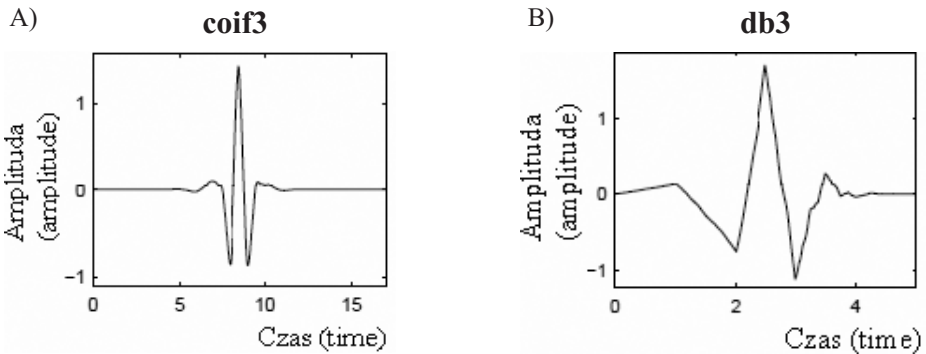 A)
coif3
1
0
−1
0
5
10
15
Amplituda
(amplitude)
Czas (time)
B)
db3
1
0
−1
0
2
4
Amplituda
(amplitude)
Czas (time)